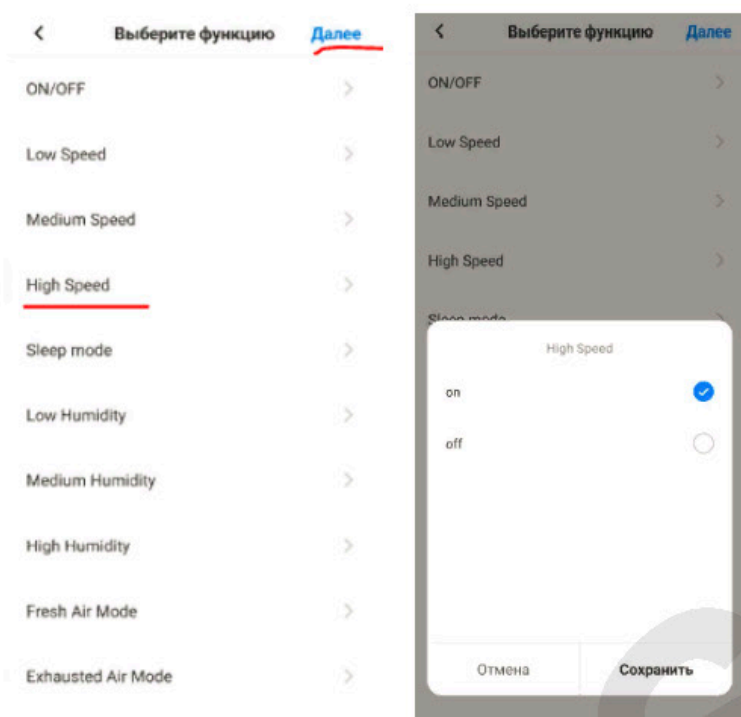 Выберите функцию Далее
ON/OFF
Low Speed
Medium Speed
High Speed
Sleep mode
Low Humidity
Medium Humidity
High Humidity
Fresh Air Mode
Exhausted Air Mode
Выберите функцию Далее
ON/OFF
Low Speed
Medium Speed
High Speed
Sleep mode
High Speed
on
off
Отмена Сохранить